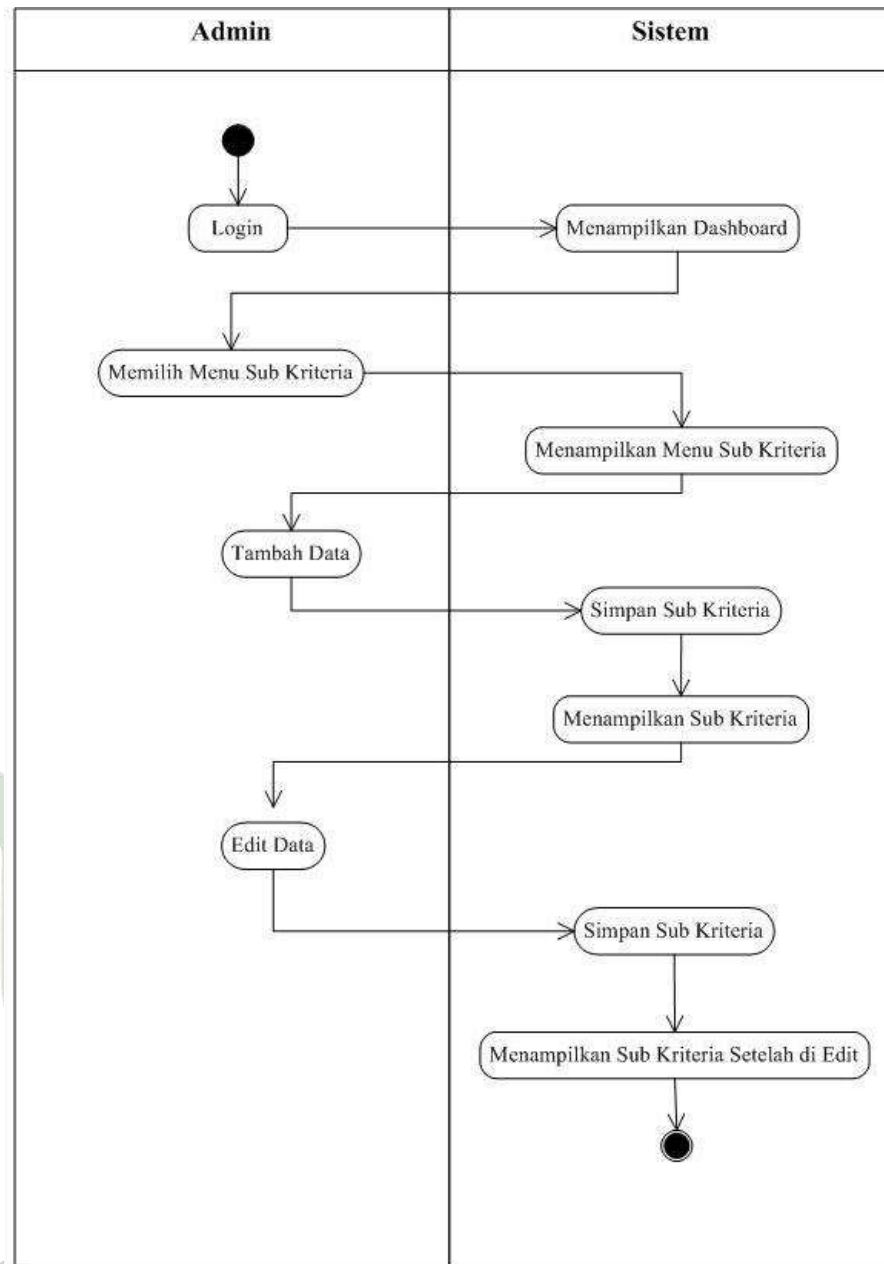 Admin
Sistem
Login
Menampilkan Dashboard
Memilih Menu Sub Kriteria
Menampilkan Menu Sub Kriteria
Tambah Data
Simpan Sub Kriteria
Menampilkan Sub Kriteria
Edit Data
Simpan Sub Kriteria
Menampilkan Sub Kriteria Setelah di Edit